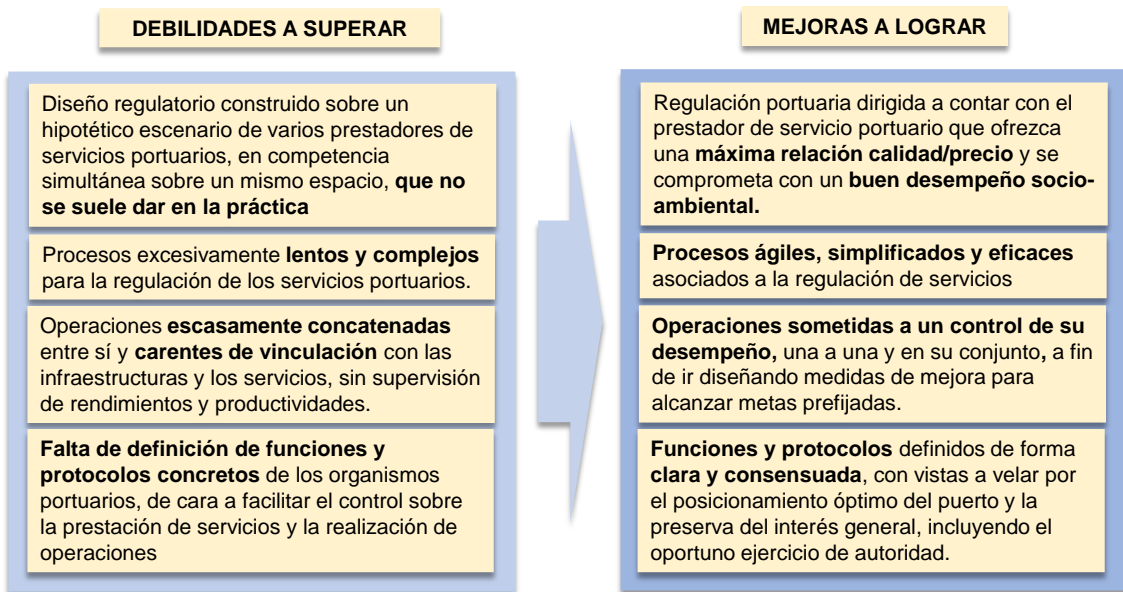 DEBILIDADES A SUPERAR
Diseño regulatorio construido sobre un
hipotético escenario de varios prestadores de
servicios portuarios, en competencia
simultánea sobre un mismo espacio, que no
se suele dar en la práctica
Procesos excesivamente lentos y complejos
para la regulación de los servicios portuarios.
Operaciones escasamente concatenadas
entre sí y carentes de vinculación con las
infraestructuras y los servicios, sin supervisión
de rendimientos y productividades.
Falta de definición de funciones y
protocolos concretos de los organismos
portuarios, de cara a facilitar el control sobre
la prestación de servicios y la realización de
operaciones
MEJORAS A LOGRAR
Regulación portuaria dirigida a contar con el
prestador de servicio portuario que ofrezca
una máxima relación calidad/precio y se
comprometa con un buen desempeño socio-
ambiental.
Procesos ágiles, simplificados y eficaces
asociados a la regulación de servicios
Operaciones sometidas a un control de su
desempeño, una a una y en su conjunto, a fin
de ir diseñando medidas de mejora para
alcanzar metas prefijadas.
Funciones y protocolos definidos de forma
clara y consensuada, con vistas a velar por
el posicionamiento óptimo del puerto y la
preserva del interés general, incluyendo el
oportuno ejercicio de autoridad.